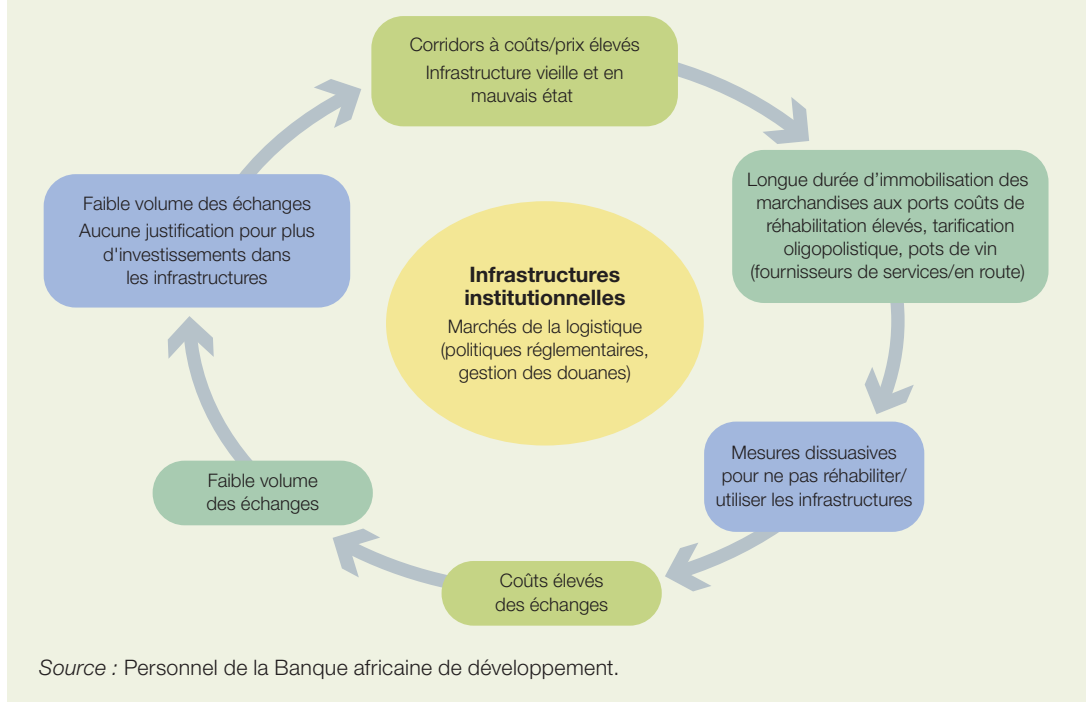 Corridors à coûts/prix élevés
Infrastructure vieille et en
mauvais état
Longue durée d’immobilisation des
marchandises aux ports coûts de
réhabilitation élevés, tarification
oligopolistique, pots de vin
(fournisseurs de services/en route)
Mesures dissuasives
pour ne pas réhabiliter/
utiliser les infrastructures
Coûts élevés
des échanges
Faible volume
des échanges
Faible volume des échanges
Aucune justification pour plus
d'investissements dans
les infrastructures
Infrastructures
institutionnelles
Marchés de la logistique
(politiques réglementaires,
gestion des douanes)
Source : Personnel de la Banque africaine de développement.